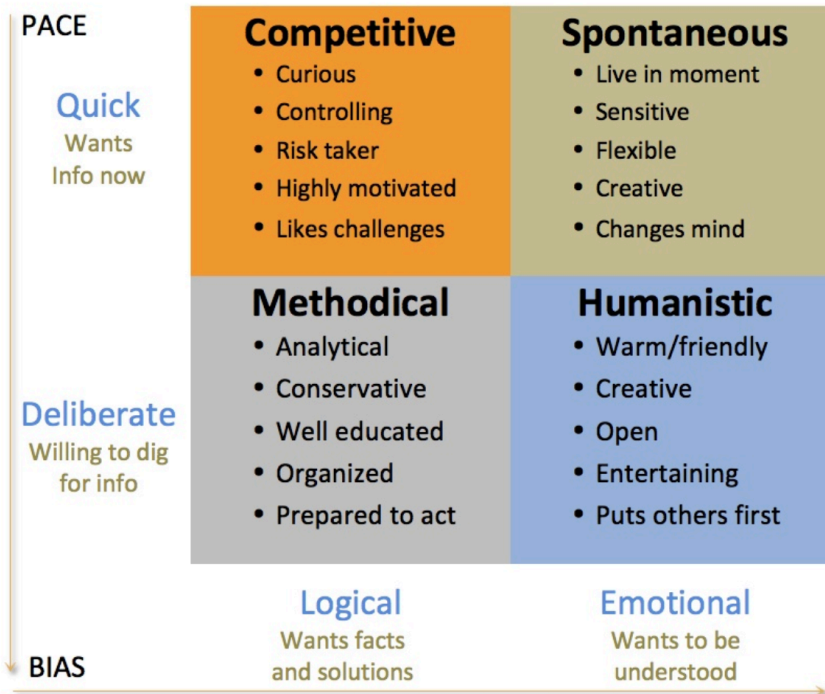 PACE
Quick
Wants
Info now
Competitive
• Curious
• Controlling
• Risk taker
• Highly motivated
• Likes challenges
Spontaneous
• Live in moment
• Sensitive
• Flexible
• Creative
• Changes mind
Deliberate
Willing to dig
for info
Methodical
• Analytical
• Conservative
• Well educated
• Organized
• Prepared to act
Humanistic
• Warm/friendly
• Creative
• Open
• Entertaining
• Puts others first
Logical
Wants facts
and solutions
Emotional
Wants to be
understood
BIAS